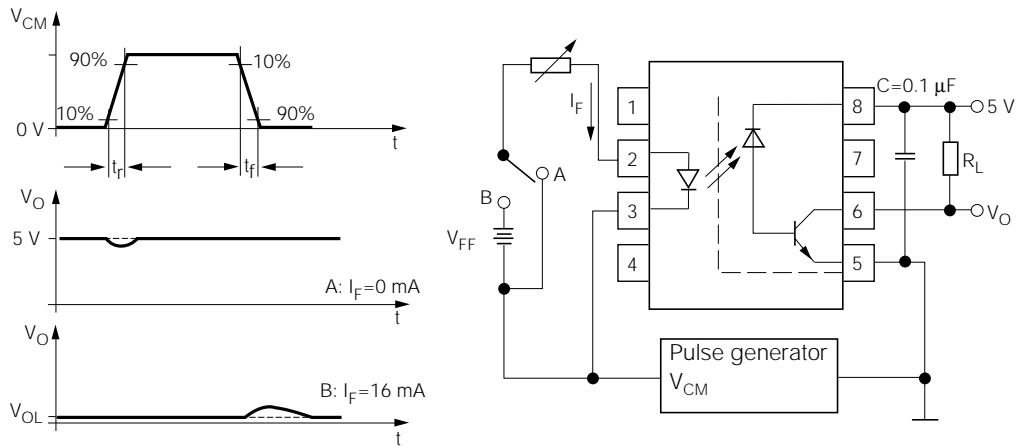 V_CM
90%
10%
10%
90%
0 V
t
t_r
t_f
V_O
5 V
A: I_F=0 mA
t
V_O
B: I_F=16 mA
V_OL
t
I_F
A
B
V_FF
1
2
3
4
8
7
6
5
C=0.1 μF
5 V
R_L
V_O
Pulse generator
V_CM